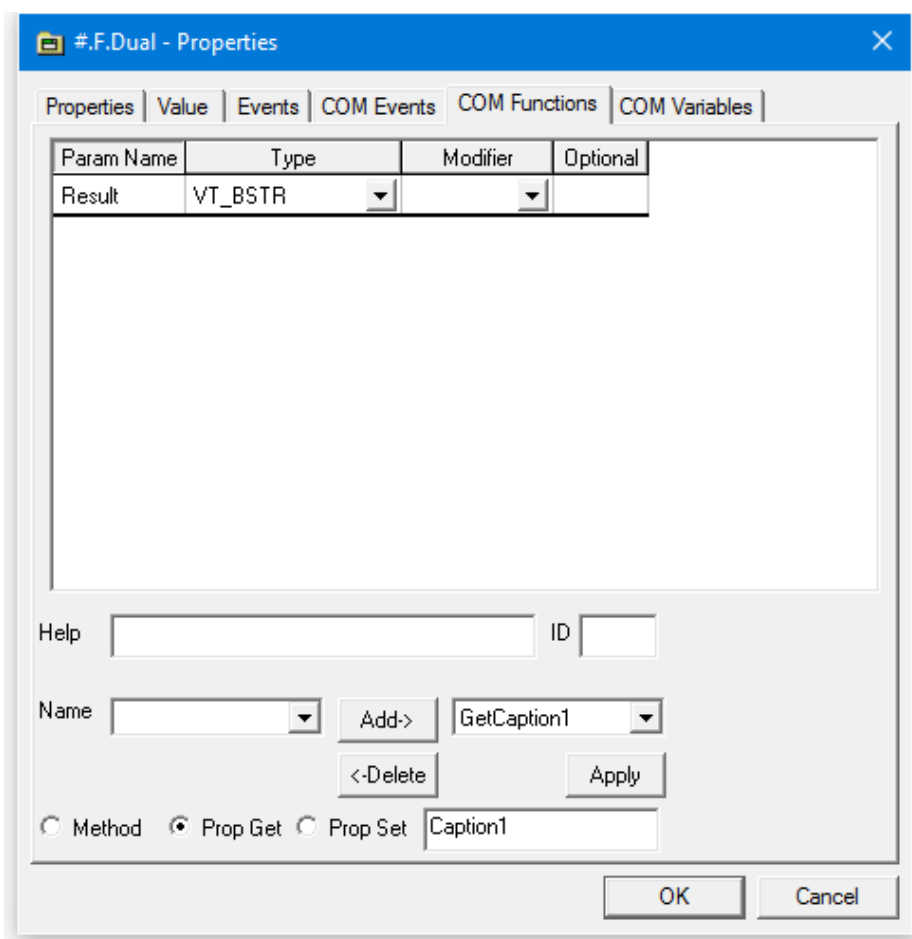 #.F.Dual - Properties
Properties Value Events COM Events COM Functions COM Variables
Param Name Type Modifier Optional
Result VT_BSTR
Help ID
Name Add-> GetCaption1
<-Delete Apply
Method Prop Get Prop Set Caption1
OK Cancel